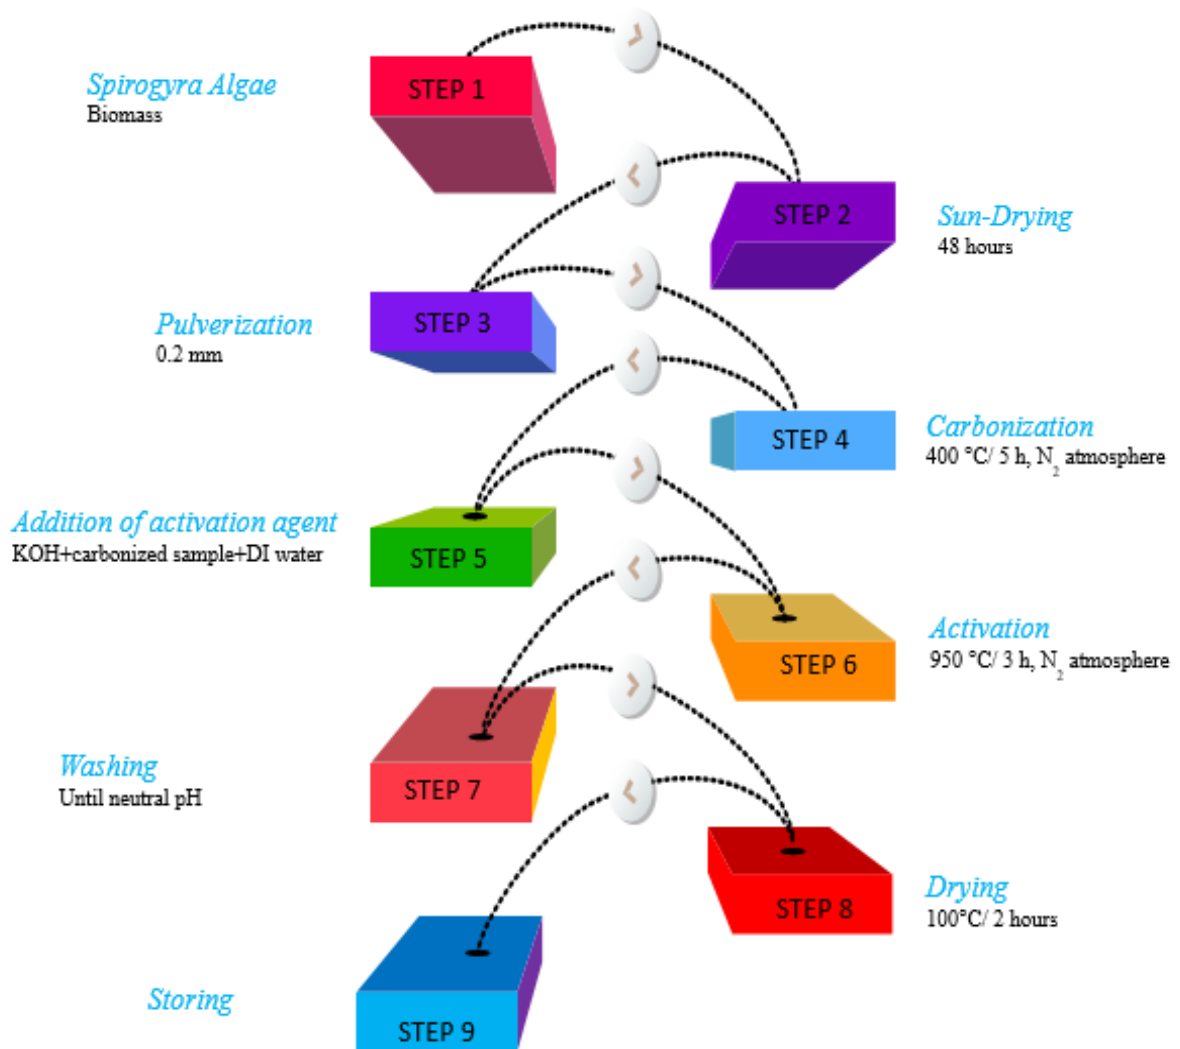 STEP 1
Spirogyra Algae
Biomass
STEP 2
Sun-Drying
48 hours
STEP 3
Pulverization
0.2 mm
STEP 4
Carbonization
400 °C/ 5 h, N₂ atmosphere
STEP 5
Addition of activation agent
KOH+carbonized sample+DI water
STEP 6
Activation
950 °C/ 3 h, N₂ atmosphere
STEP 7
Washing
Until neutral pH
STEP 8
Drying
100°C/ 2 hours
STEP 9
Storing